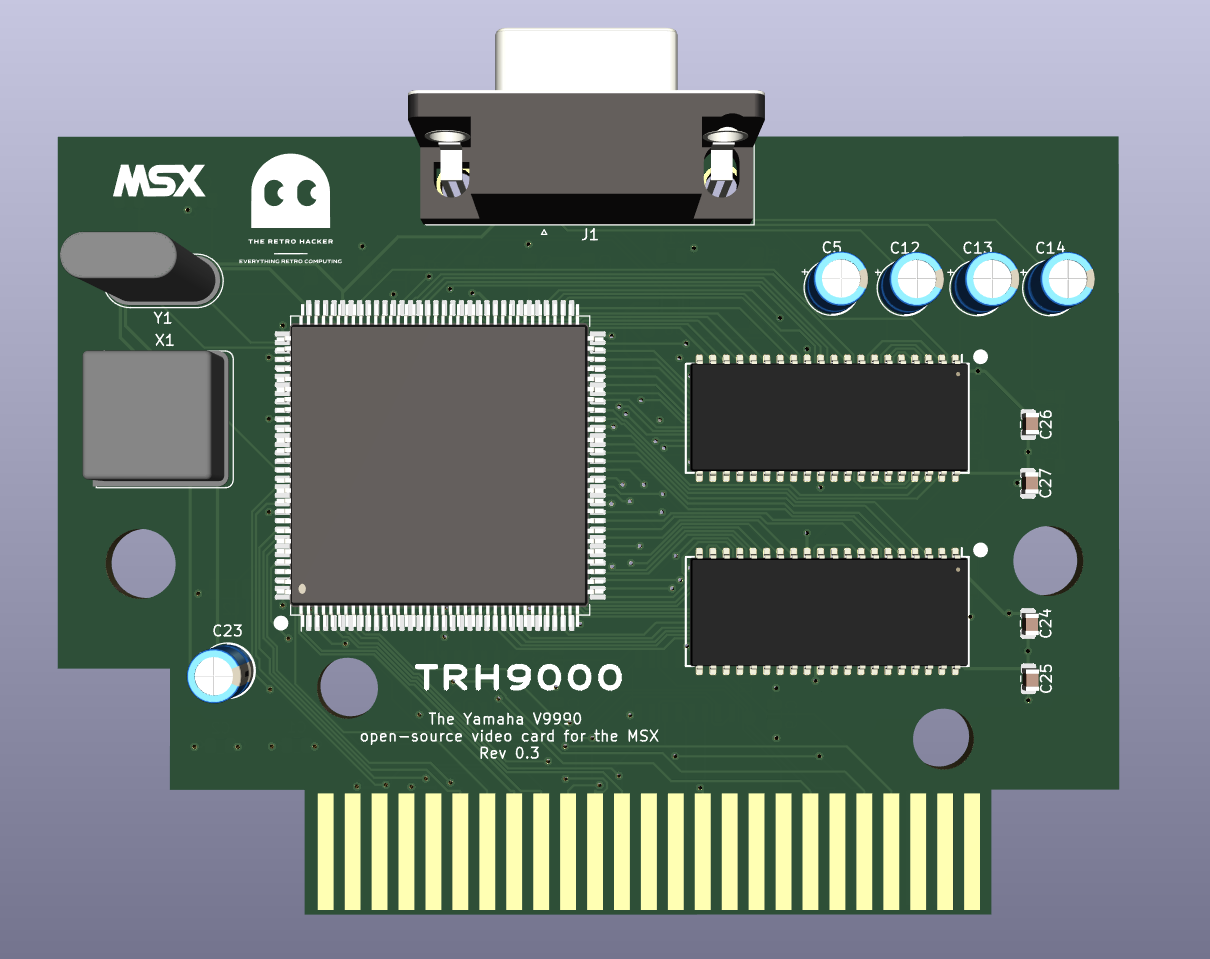 MSX
THE RETRO HACKER
EVERYTHING RETRO COMPUTING
J1
C5
C12
C13
C14
+
+
+
+
Y1
X1
C26
C27
C23
C24
C25
TRH9000
The Yamaha V9990
open-source video card for the MSX
Rev 0.3